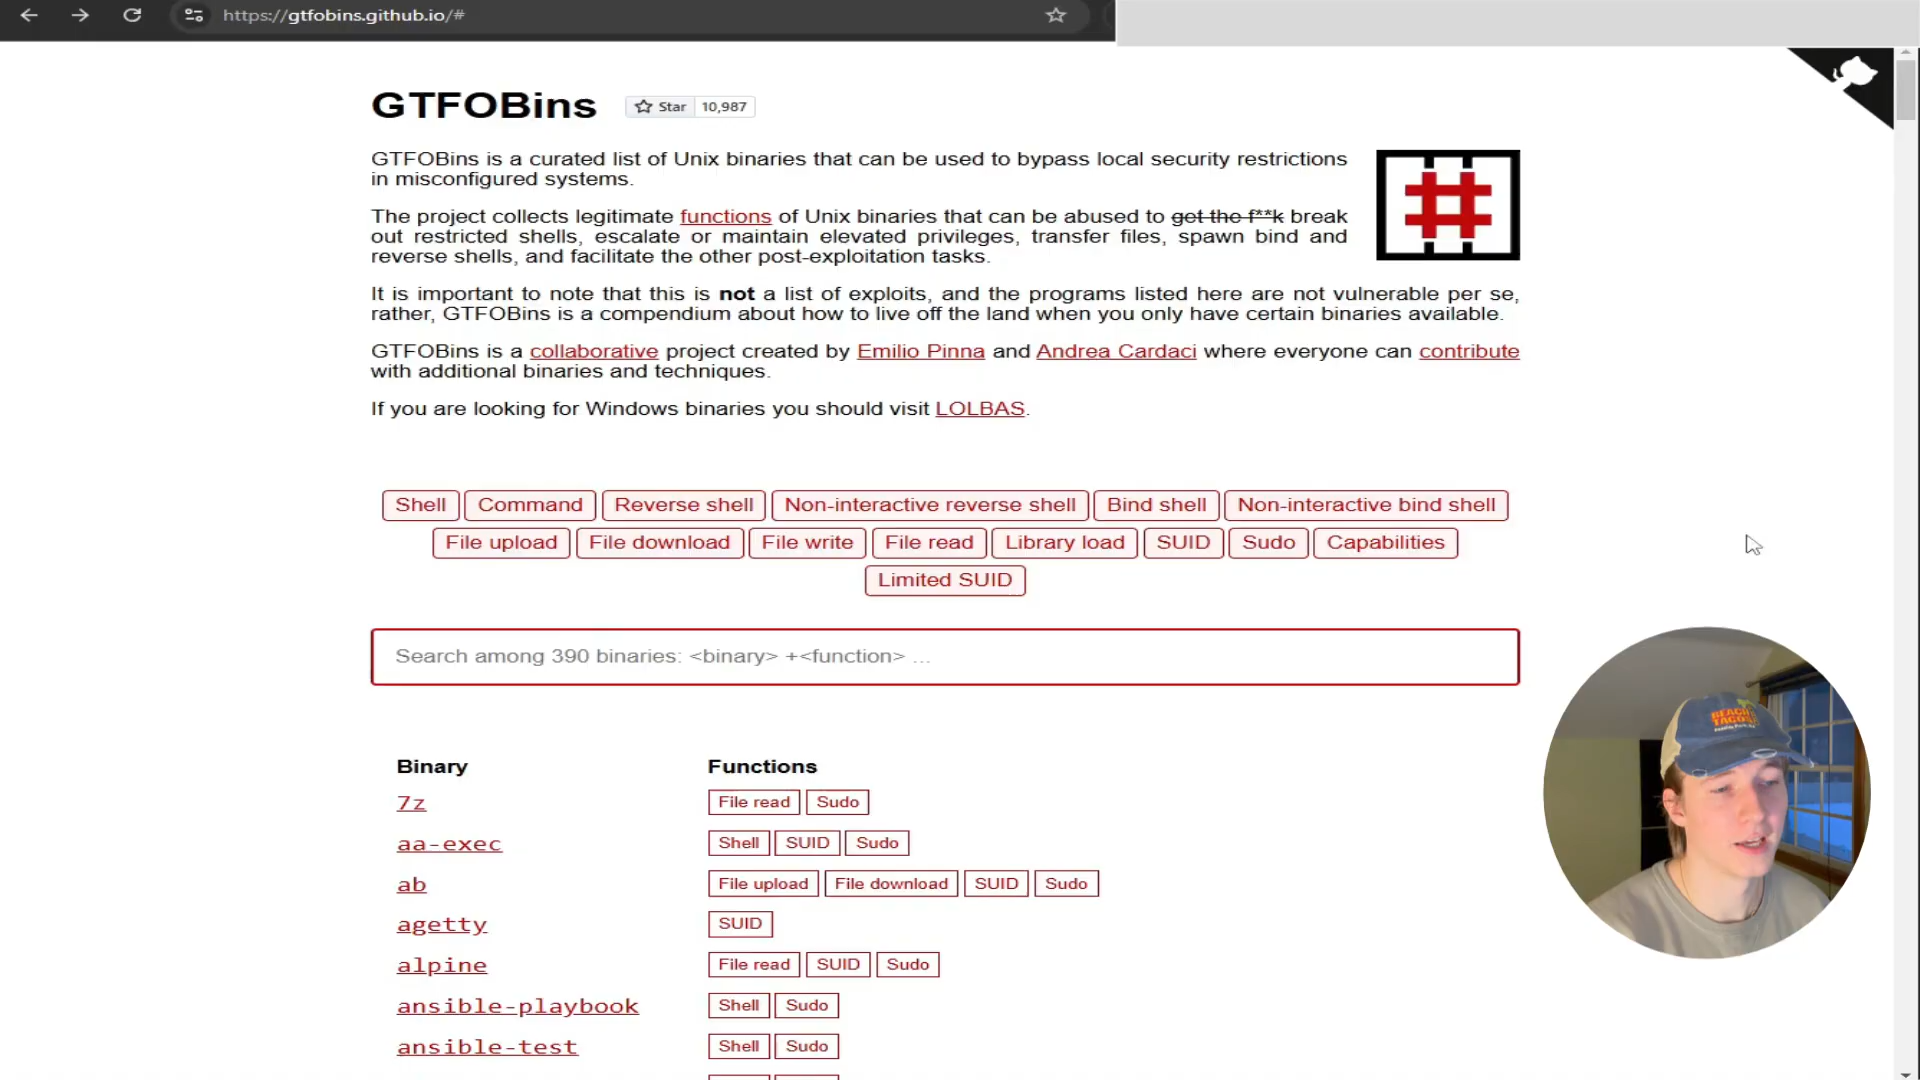 https://gtfobins.github.io/#
GTFOBins
Star 10,987
GTFOBins is a curated list of Unix binaries that can be used to bypass local security restrictions
in misconfigured systems.
The project collects legitimate functions of Unix binaries that can be abused to get the f**k break
out restricted shells, escalate or maintain elevated privileges, transfer files, spawn bind and
reverse shells, and facilitate the other post-exploitation tasks.
It is important to note that this is not a list of exploits, and the programs listed here are not vulnerable per se,
rather, GTFOBins is a compendium about how to live off the land when you only have certain binaries available.
GTFOBins is a collaborative project created by Emilio Pinna and Andrea Cardaci where everyone can contribute
with additional binaries and techniques.
If you are looking for Windows binaries you should visit LOLBAS.
Shell Command Reverse shell Non-interactive reverse shell Bind shell Non-interactive bind shell
File upload File download File write File read Library load SUID Sudo Capabilities
Limited SUID
Search among 390 binaries: <binary> +<function> ...
Binary Functions
7z File read Sudo
aa-exec Shell SUID Sudo
ab File upload File download SUID Sudo
agetty SUID
alpine File read SUID Sudo
ansible-playbook Shell Sudo
ansible-test Shell Sudo
BEACH
TACO